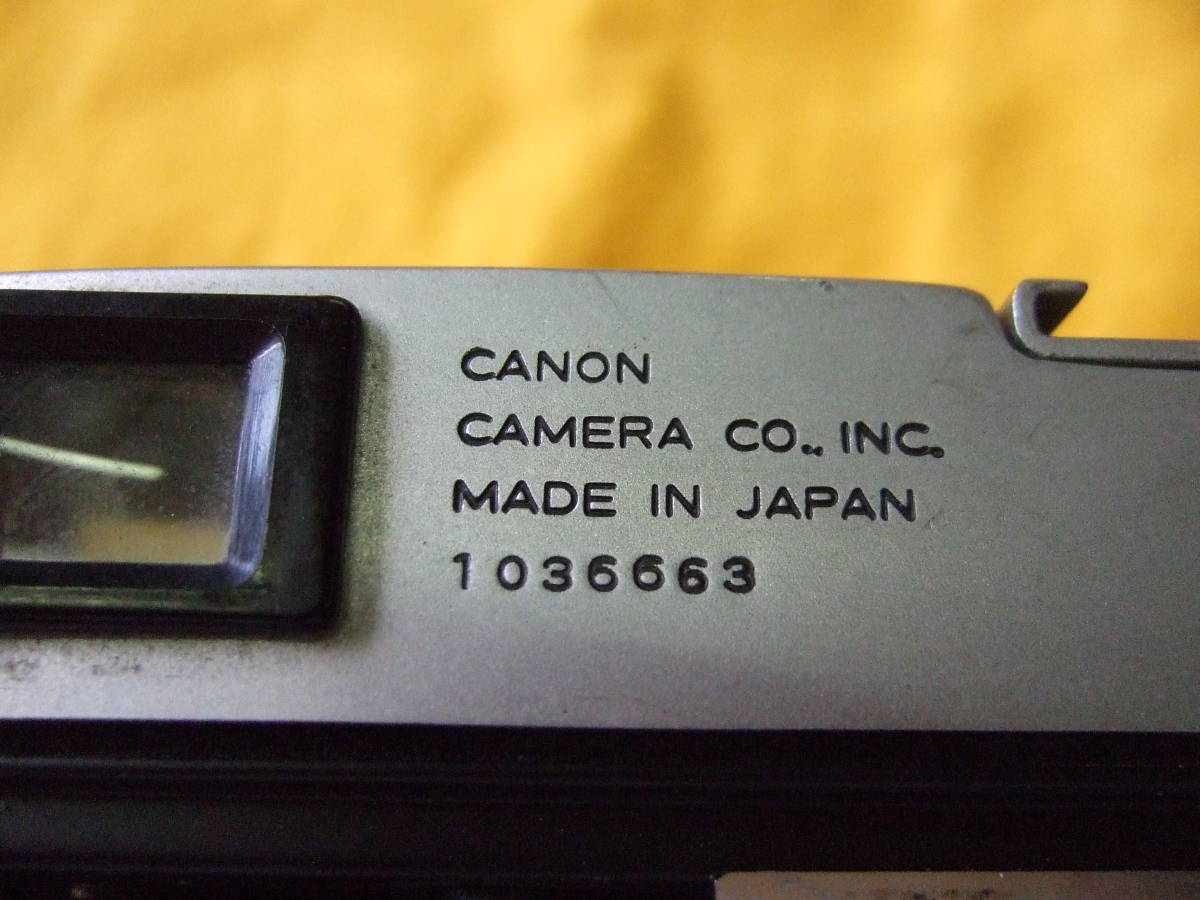 CANON
CAMERA CO., INC.
MADE IN JAPAN
1036663